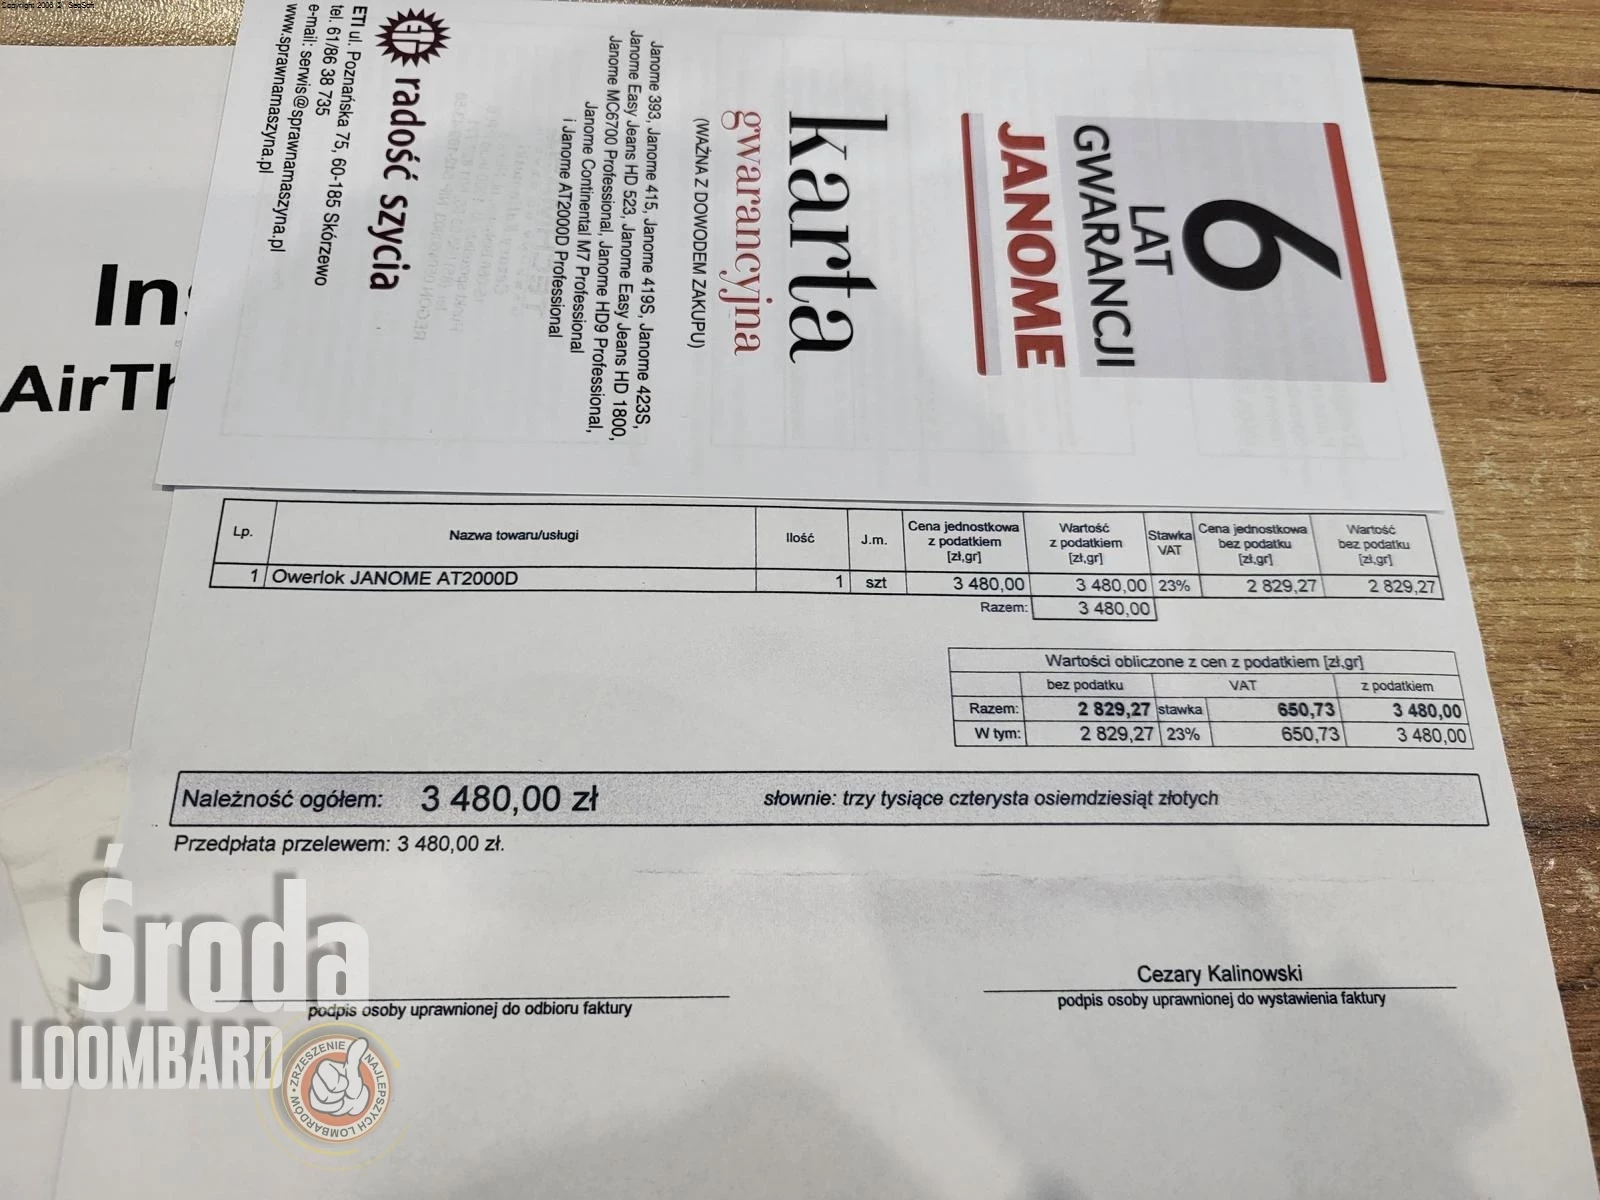 Copyright 2006 © SeqSoft
6
LAT
GWARANCJI
JANOME
karta
gwarancyjna
(WAŻNA Z DOWODEM ZAKUPU)
Janome 393, Janome 415, Janome 419S, Janome 423S,
Janome Easy Jeans HD 523, Janome Easy Jeans HD 1800,
Janome MC6700 Professional, Janome HD9 Professional,
Janome Continental M7 Professional
i Janome AT2000D Professional
ETI radość szycia
ETI ul. Poznańska 75, 60-185 Skórzewo
tel. 61/86 38 735
e-mail: serwis@sprawnamaszyna.pl
www.sprawnamaszyna.pl
Ins
AirTh
Lp. Nazwa towaru/usługi Ilość J.m. Cena jednostkowa z podatkiem [zł,gr] Wartość z podatkiem [zł,gr] Stawka VAT Cena jednostkowa bez podatku [zł,gr] Wartość bez podatku [zł,gr]
1 Owerlok JANOME AT2000D 1 szt 3 480,00 3 480,00 23% 2 829,27 2 829,27
Razem: 3 480,00
Wartości obliczone z cen z podatkiem [zł,gr]
bez podatku VAT z podatkiem
Razem: 2 829,27 stawka 650,73 3 480,00
W tym: 2 829,27 23% 650,73 3 480,00
Należność ogółem: 3 480,00 zł słownie: trzy tysiące czterysta osiemdziesiąt złotych
Przedpłata przelewem: 3 480,00 zł.
Cezary Kalinowski
podpis osoby uprawnionej do odbioru faktury podpis osoby uprawnionej do wystawienia faktury
Środa
LOOMBARD
ZRZESZENIE NAJLEPSZYCH LOMBARDÓW